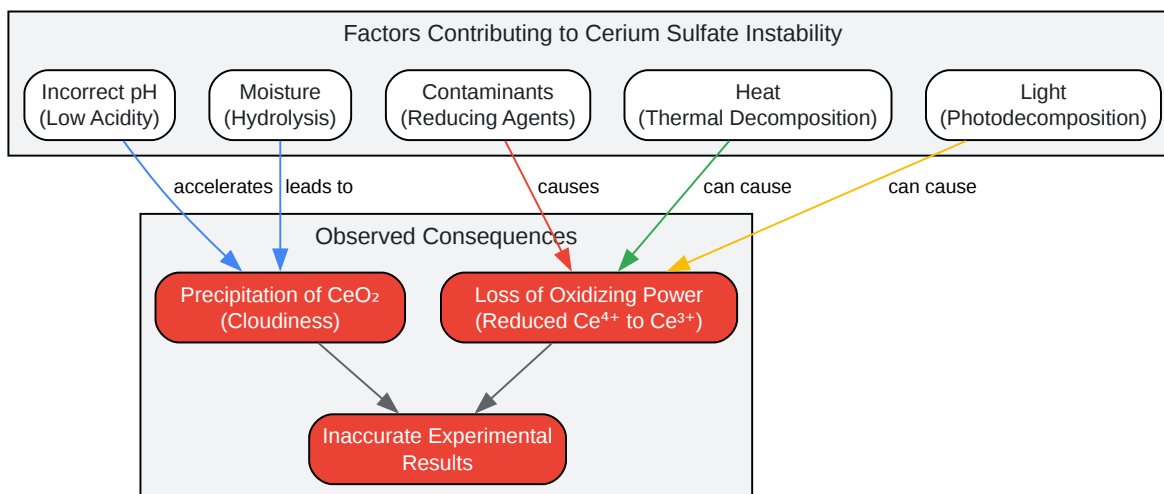 Factors Contributing to Cerium Sulfate Instability
Incorrect pH
(Low Acidity)
Moisture
(Hydrolysis)
Contaminants
(Reducing Agents)
Heat
(Thermal Decomposition)
Light
(Photodecomposition)
accelerates
leads to
causes
can cause
can cause
Observed Consequences
Precipitation of CeO₂
(Cloudiness)
Loss of Oxidizing Power
(Reduced Ce⁴⁺ to Ce³⁺)
Inaccurate Experimental
Results